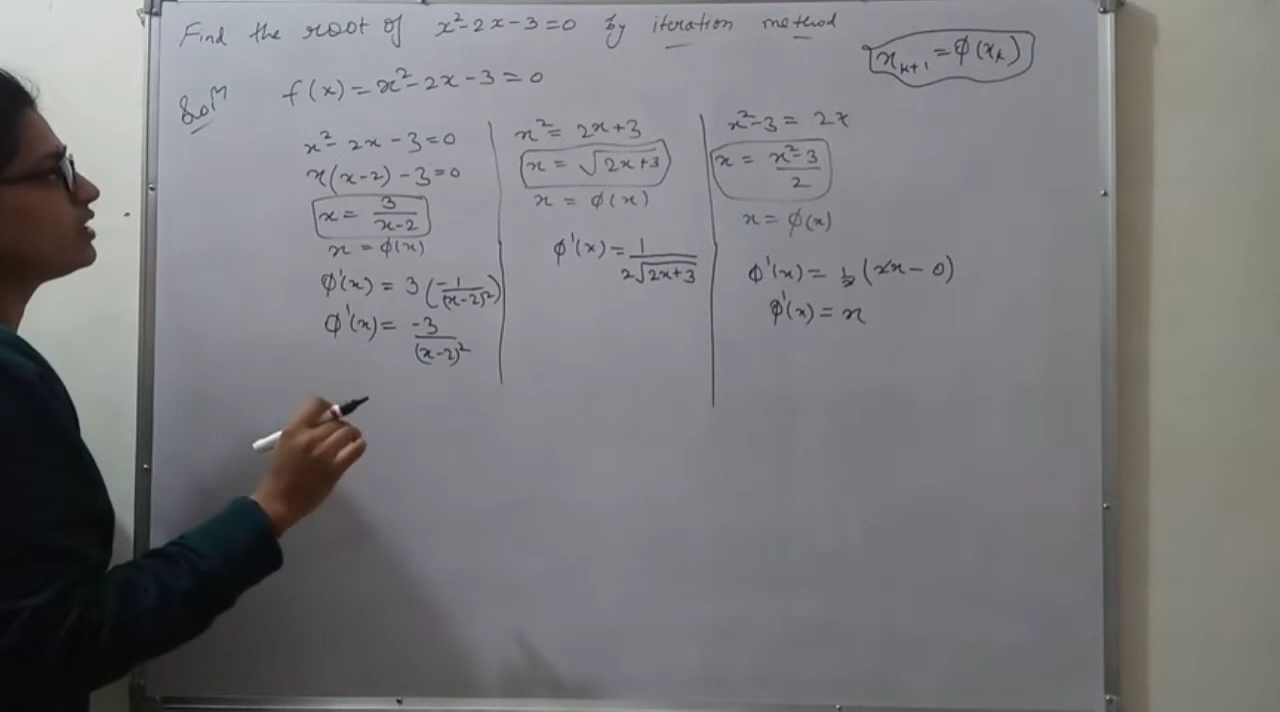 Find the root of x²-2x-3=0 by iteration method
xₖ₊₁ = ϕ(xₖ)
Solⁿ
f(x) = x²-2x-3 = 0
x²-2x-3=0
x(x-2)-3=0
x = 3/(x-2)
x = ϕ(x)
ϕ'(x) = 3(-1/(x-2)²)
ϕ'(x) = -3/(x-2)²
x² = 2x+3
x = √(2x+3)
x = ϕ(x)
ϕ'(x) = 1/(2√(2x+3))
x²-3 = 2x
x = (x²-3)/2
x = ϕ(x)
ϕ'(x) = 1/2(2x-0)
ϕ'(x) = x